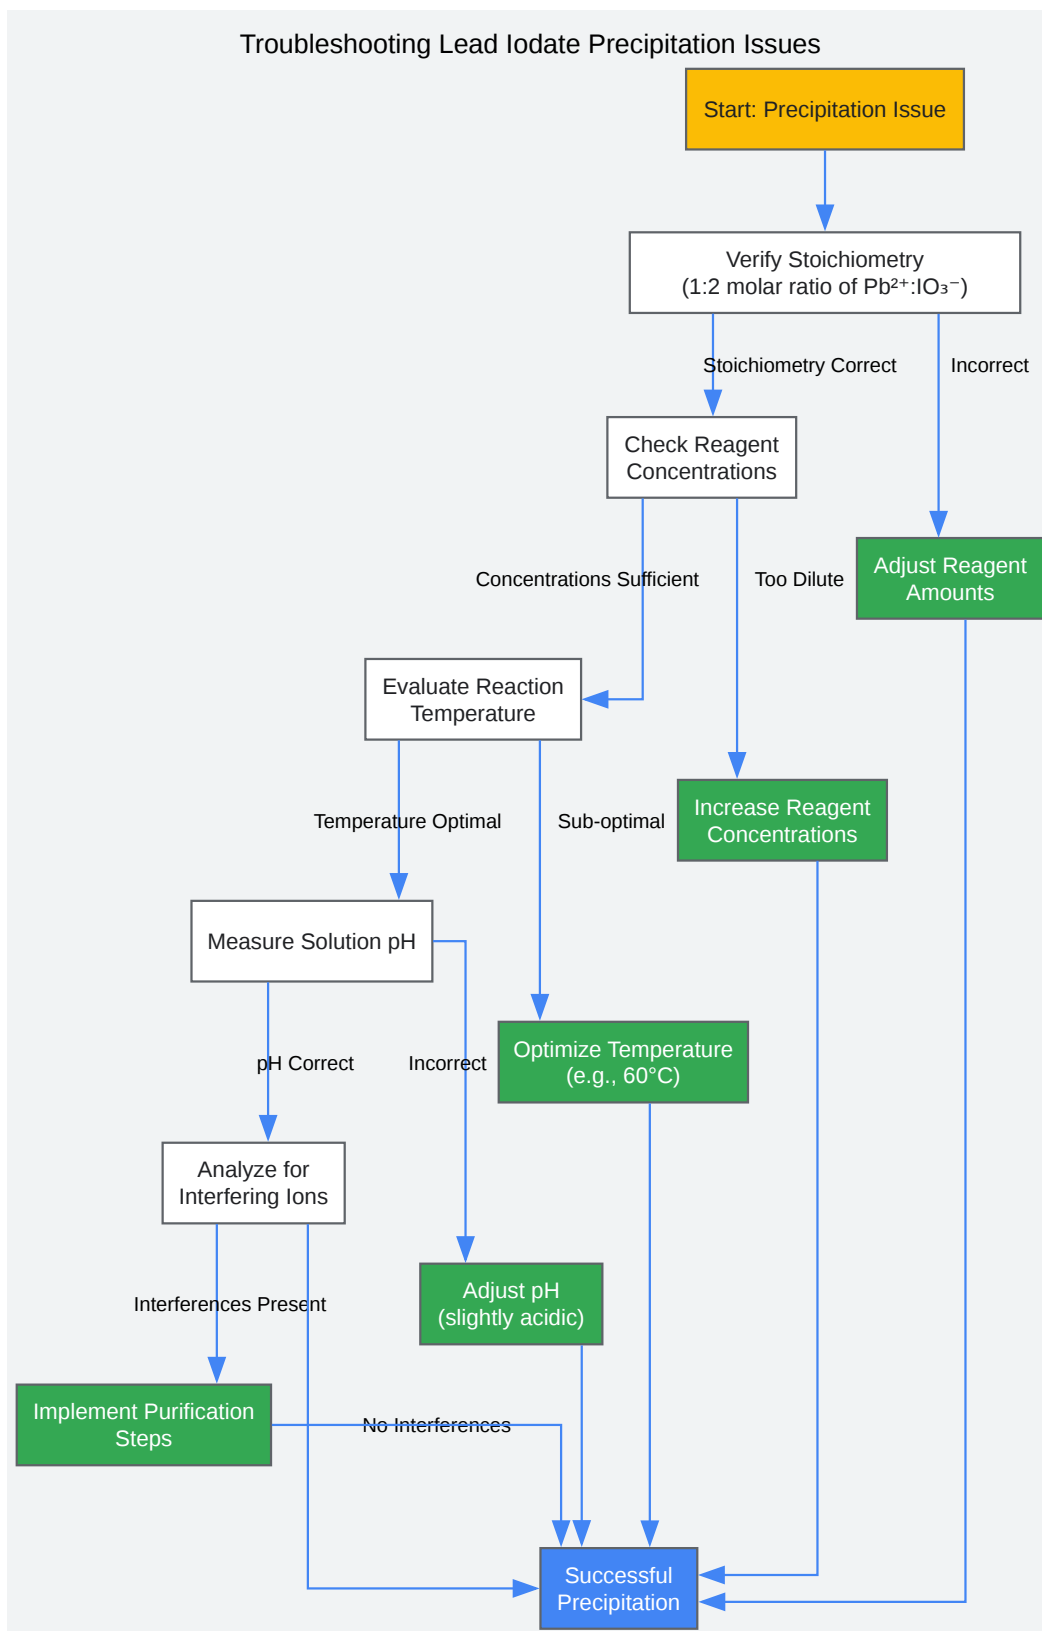 Troubleshooting Lead Iodate Precipitation Issues
Start: Precipitation Issue
Verify Stoichiometry
(1:2 molar ratio of Pb²⁺:IO₃⁻)
Stoichiometry Correct
Incorrect
Check Reagent
Concentrations
Adjust Reagent
Amounts
Concentrations Sufficient
Too Dilute
Evaluate Reaction
Temperature
Increase Reagent
Concentrations
Temperature Optimal
Sub-optimal
Measure Solution pH
Optimize Temperature
(e.g., 60°C)
pH Correct
Incorrect
Analyze for
Interfering Ions
Adjust pH
(slightly acidic)
Interferences Present
Implement Purification
Steps
No Interferences
Successful
Precipitation